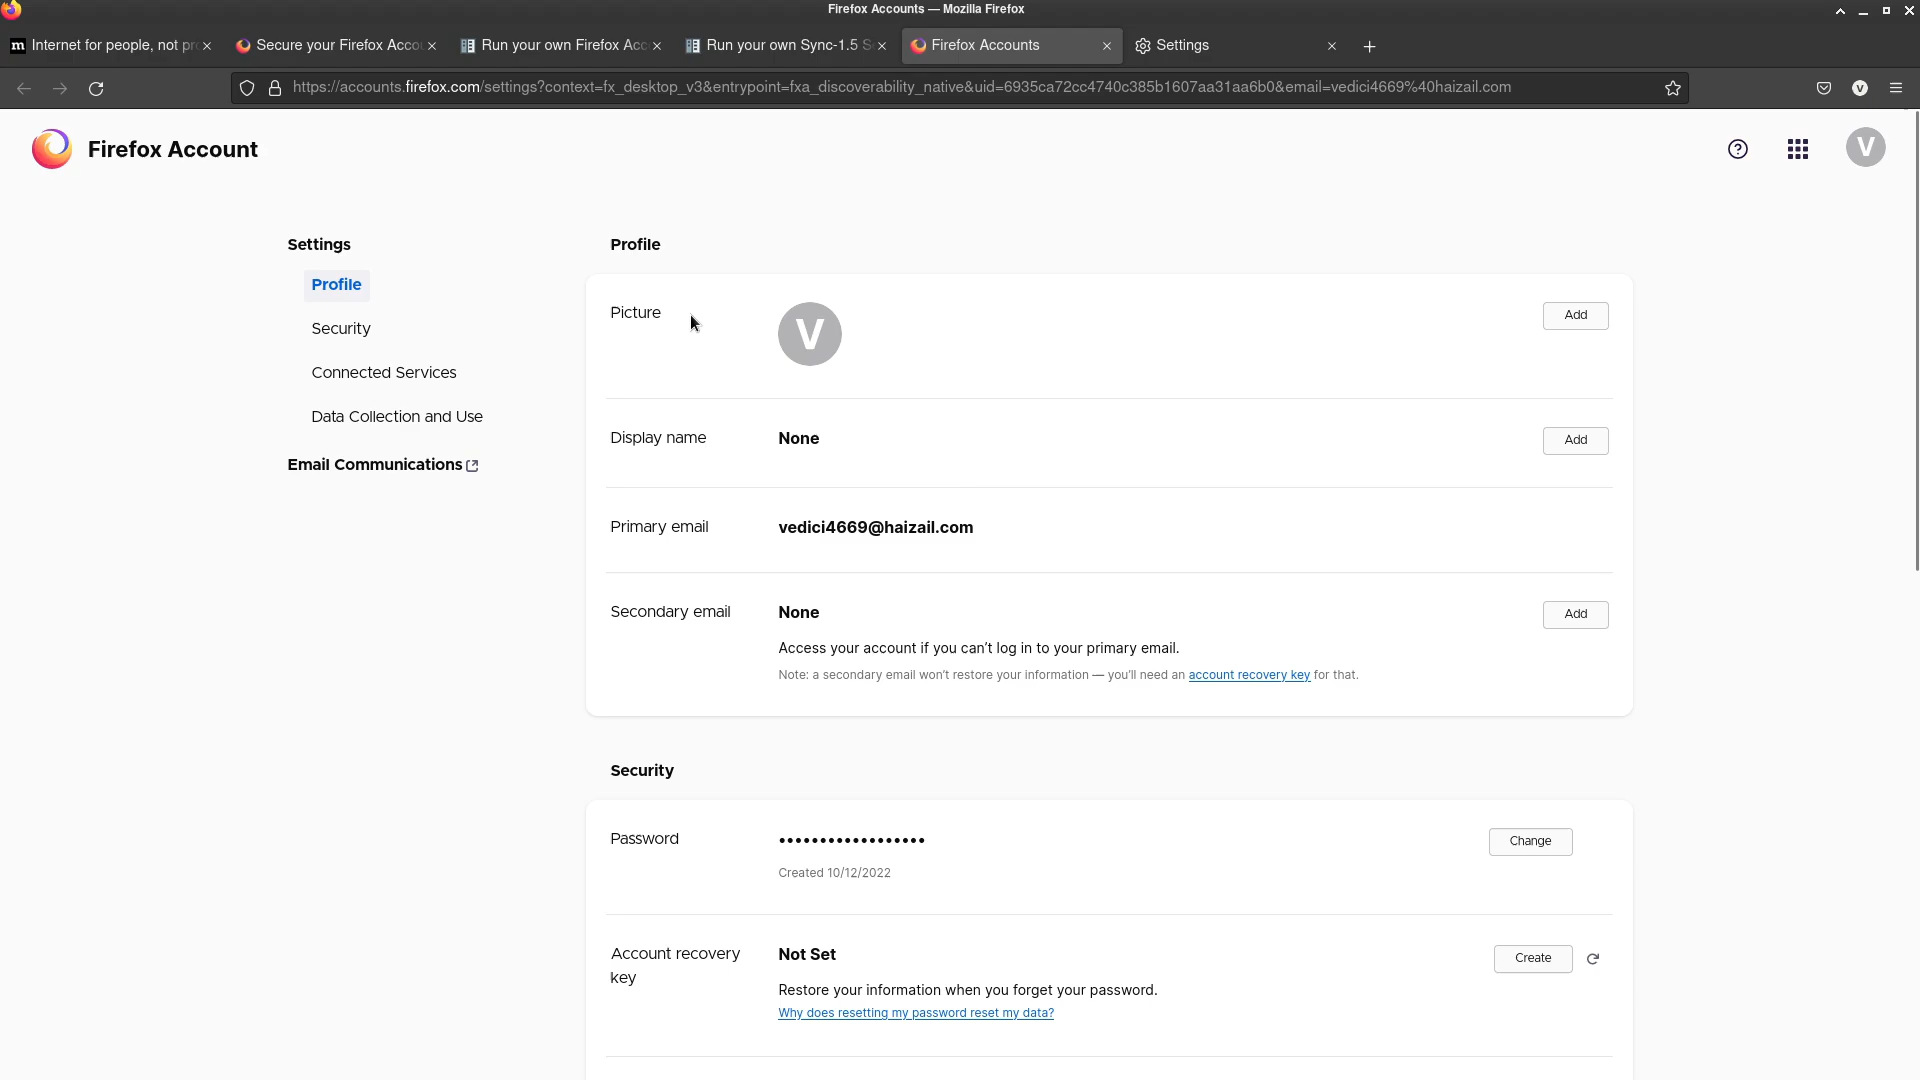 Firefox Accounts — Mozilla Firefox
Internet for people, not pr
Secure your Firefox Acco
Run your own Firefox Acc
Run your own Sync-1.5 S
Firefox Accounts
Settings
https://accounts.firefox.com/settings?context=fx_desktop_v3&entrypoint=fxa_discoverability_native&uid=6935ca72cc4740c385b1607aa31aa6b0&email=vedici4669%40haizail.com
V
Firefox Account
V
Settings
Profile
Security
Connected Services
Data Collection and Use
Email Communications
Profile
Picture
V
Add
Display name
None
Add
Primary email
vedici4669@haizail.com
Secondary email
None
Add
Access your account if you can’t log in to your primary email.
Note: a secondary email won’t restore your information — you’ll need an account recovery key for that.
Security
Password
••••••••••••••••••
Change
Created 10/12/2022
Account recovery
key
Not Set
Create
Restore your information when you forget your password.
Why does resetting my password reset my data?